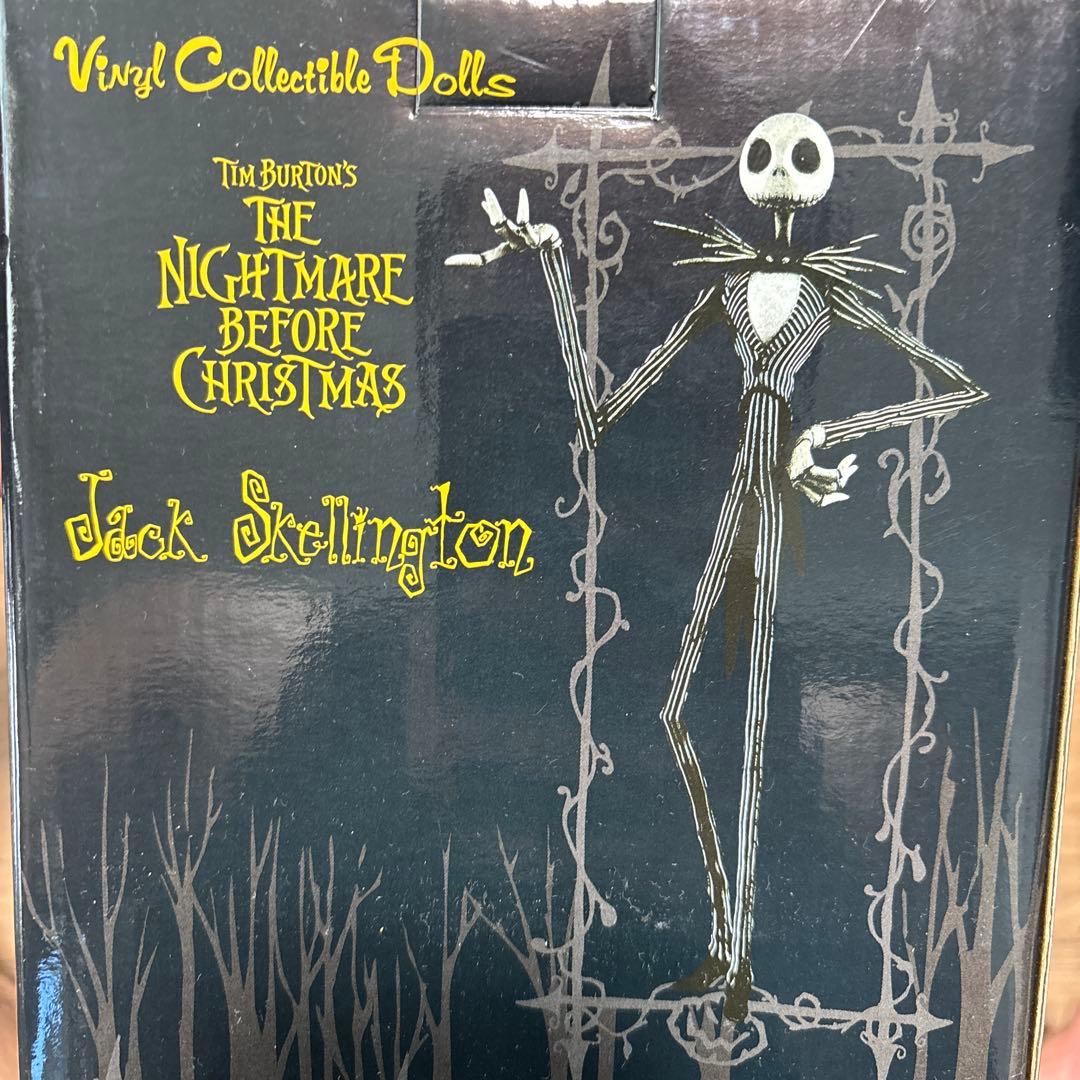 Vinyl Collectible Dolls
TIM BURTON'S
THE
NIGHTMARE
BEFORE
CHRISTMAS
Jack Skellington